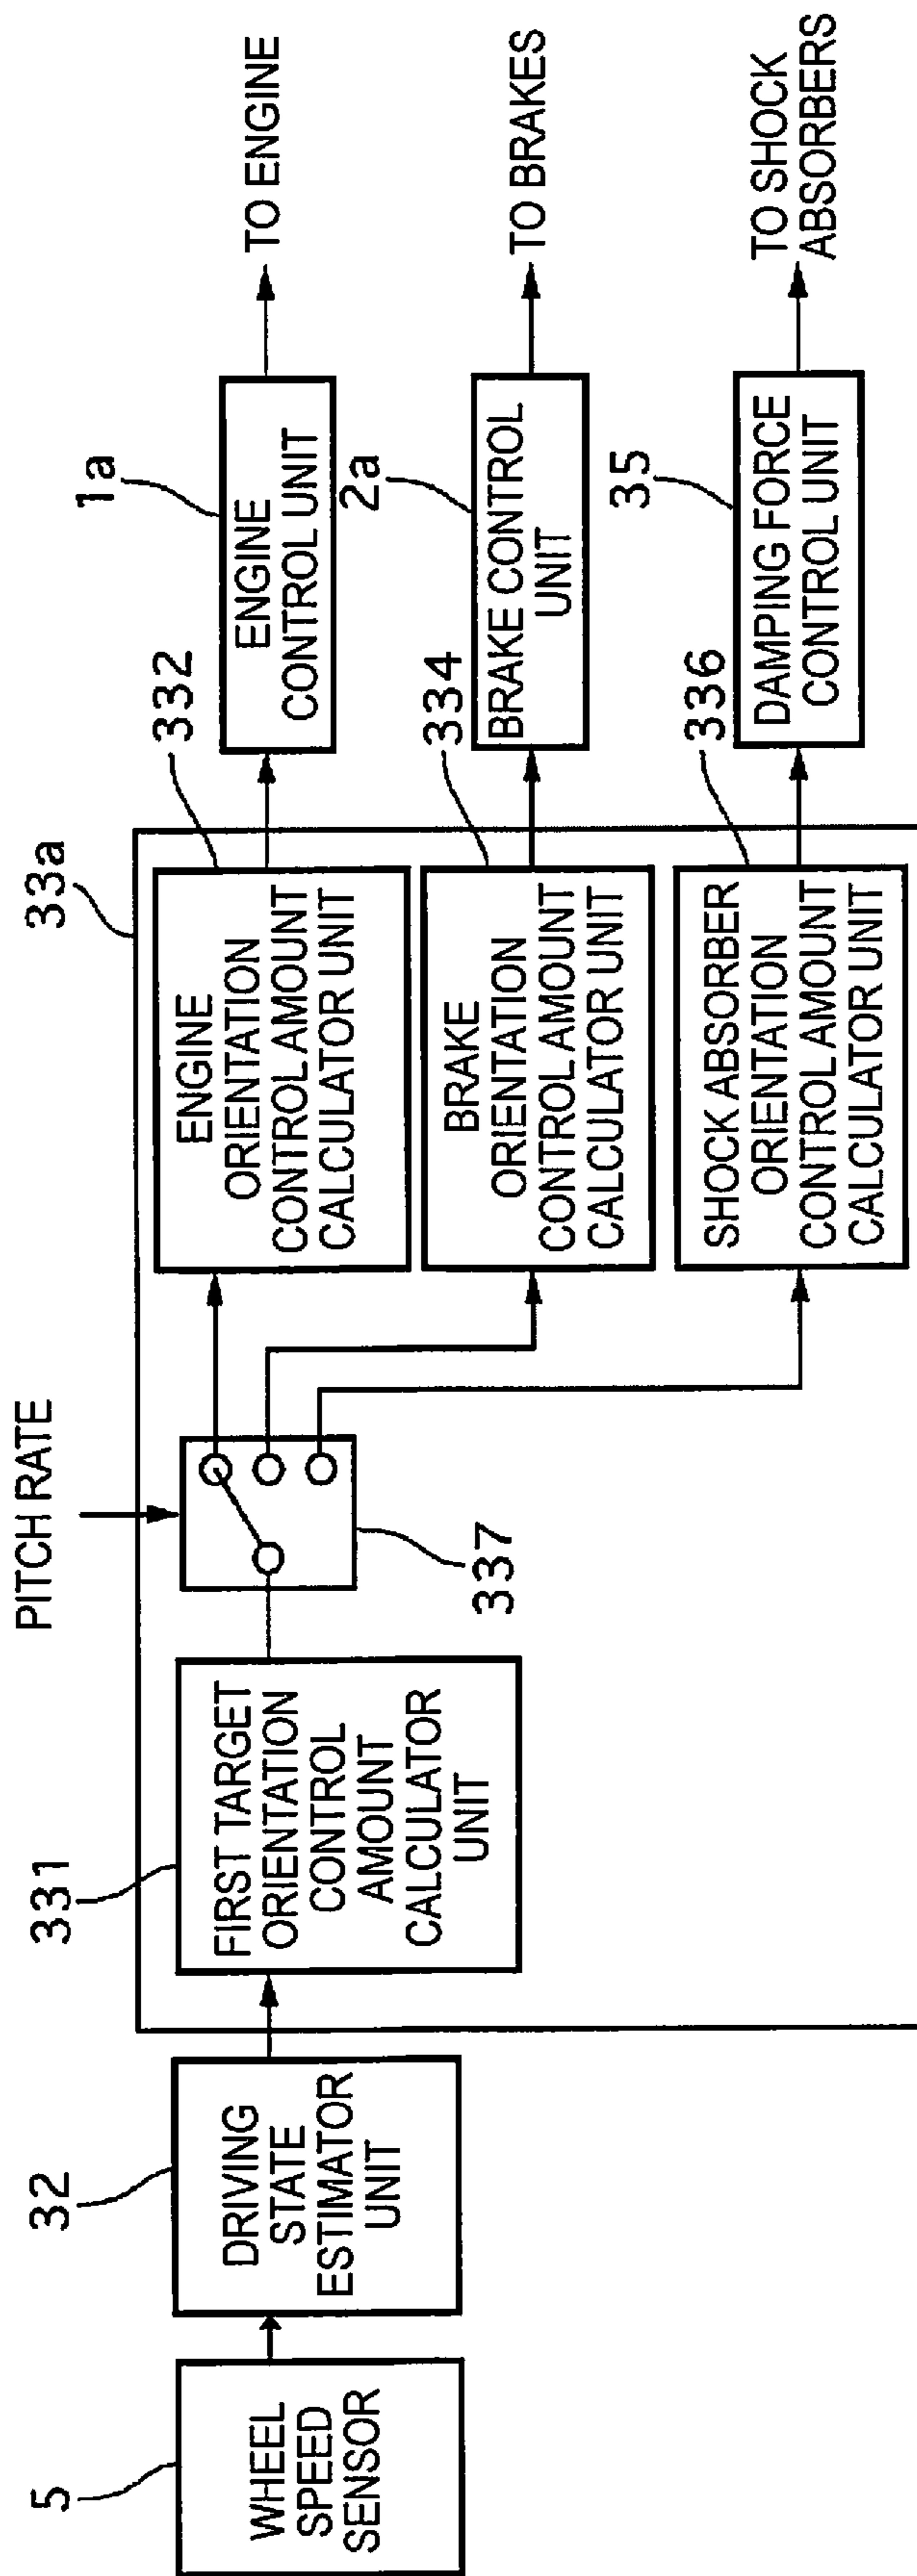 5
WHEEL
SPEED
SENSOR
32
DRIVING
STATE
ESTIMATOR
UNIT
33a
331
FIRST TARGET
ORIENTATION
CONTROL
AMOUNT
CALCULATOR
UNIT
PITCH RATE
337
332
ENGINE
ORIENTATION
CONTROL AMOUNT
CALCULATOR UNIT
334
BRAKE
ORIENTATION
CONTROL AMOUNT
CALCULATOR UNIT
336
SHOCK ABSORBER
ORIENTATION
CONTROL AMOUNT
CALCULATOR UNIT
1a
ENGINE
CONTROL UNIT
TO ENGINE
2a
BRAKE CONTROL
UNIT
TO BRAKES
35
DAMPING FORCE
CONTROL UNIT
TO SHOCK
ABSORBERS